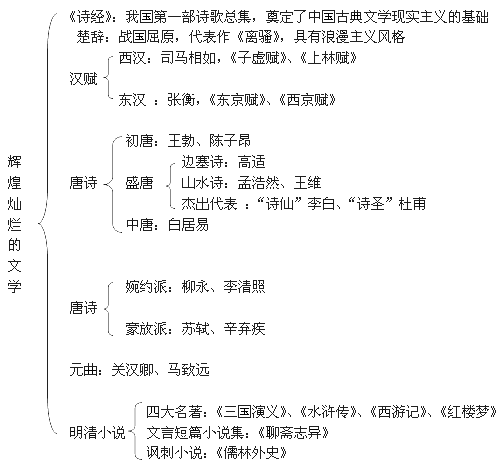 辉煌灿烂的文学
《诗经》：我国第一部诗歌总集，奠定了中国古典文学现实主义的基础
楚辞：战国屈原，代表作《离骚》，具有浪漫主义风格
汉赋
西汉：司马相如，《子虚赋》、《上林赋》
东汉 ：张衡，《东京赋》、《西京赋》
唐诗
初唐：王勃、陈子昂
盛唐
边塞诗：高适
山水诗：孟浩然、王维
杰出代表 ：“诗仙”李白、“诗圣”杜甫
中唐：白居易
唐诗
婉约派：柳永、李清照
蒙放派：苏轼、辛弃疾
元曲：关汉卿、马致远
明清小说
四大名著：《三国演义》、《水浒传》、《西游记》、《红楼梦》
文言短篇小说集：《聊斋志异》
讽刺小说：《儒林外史》